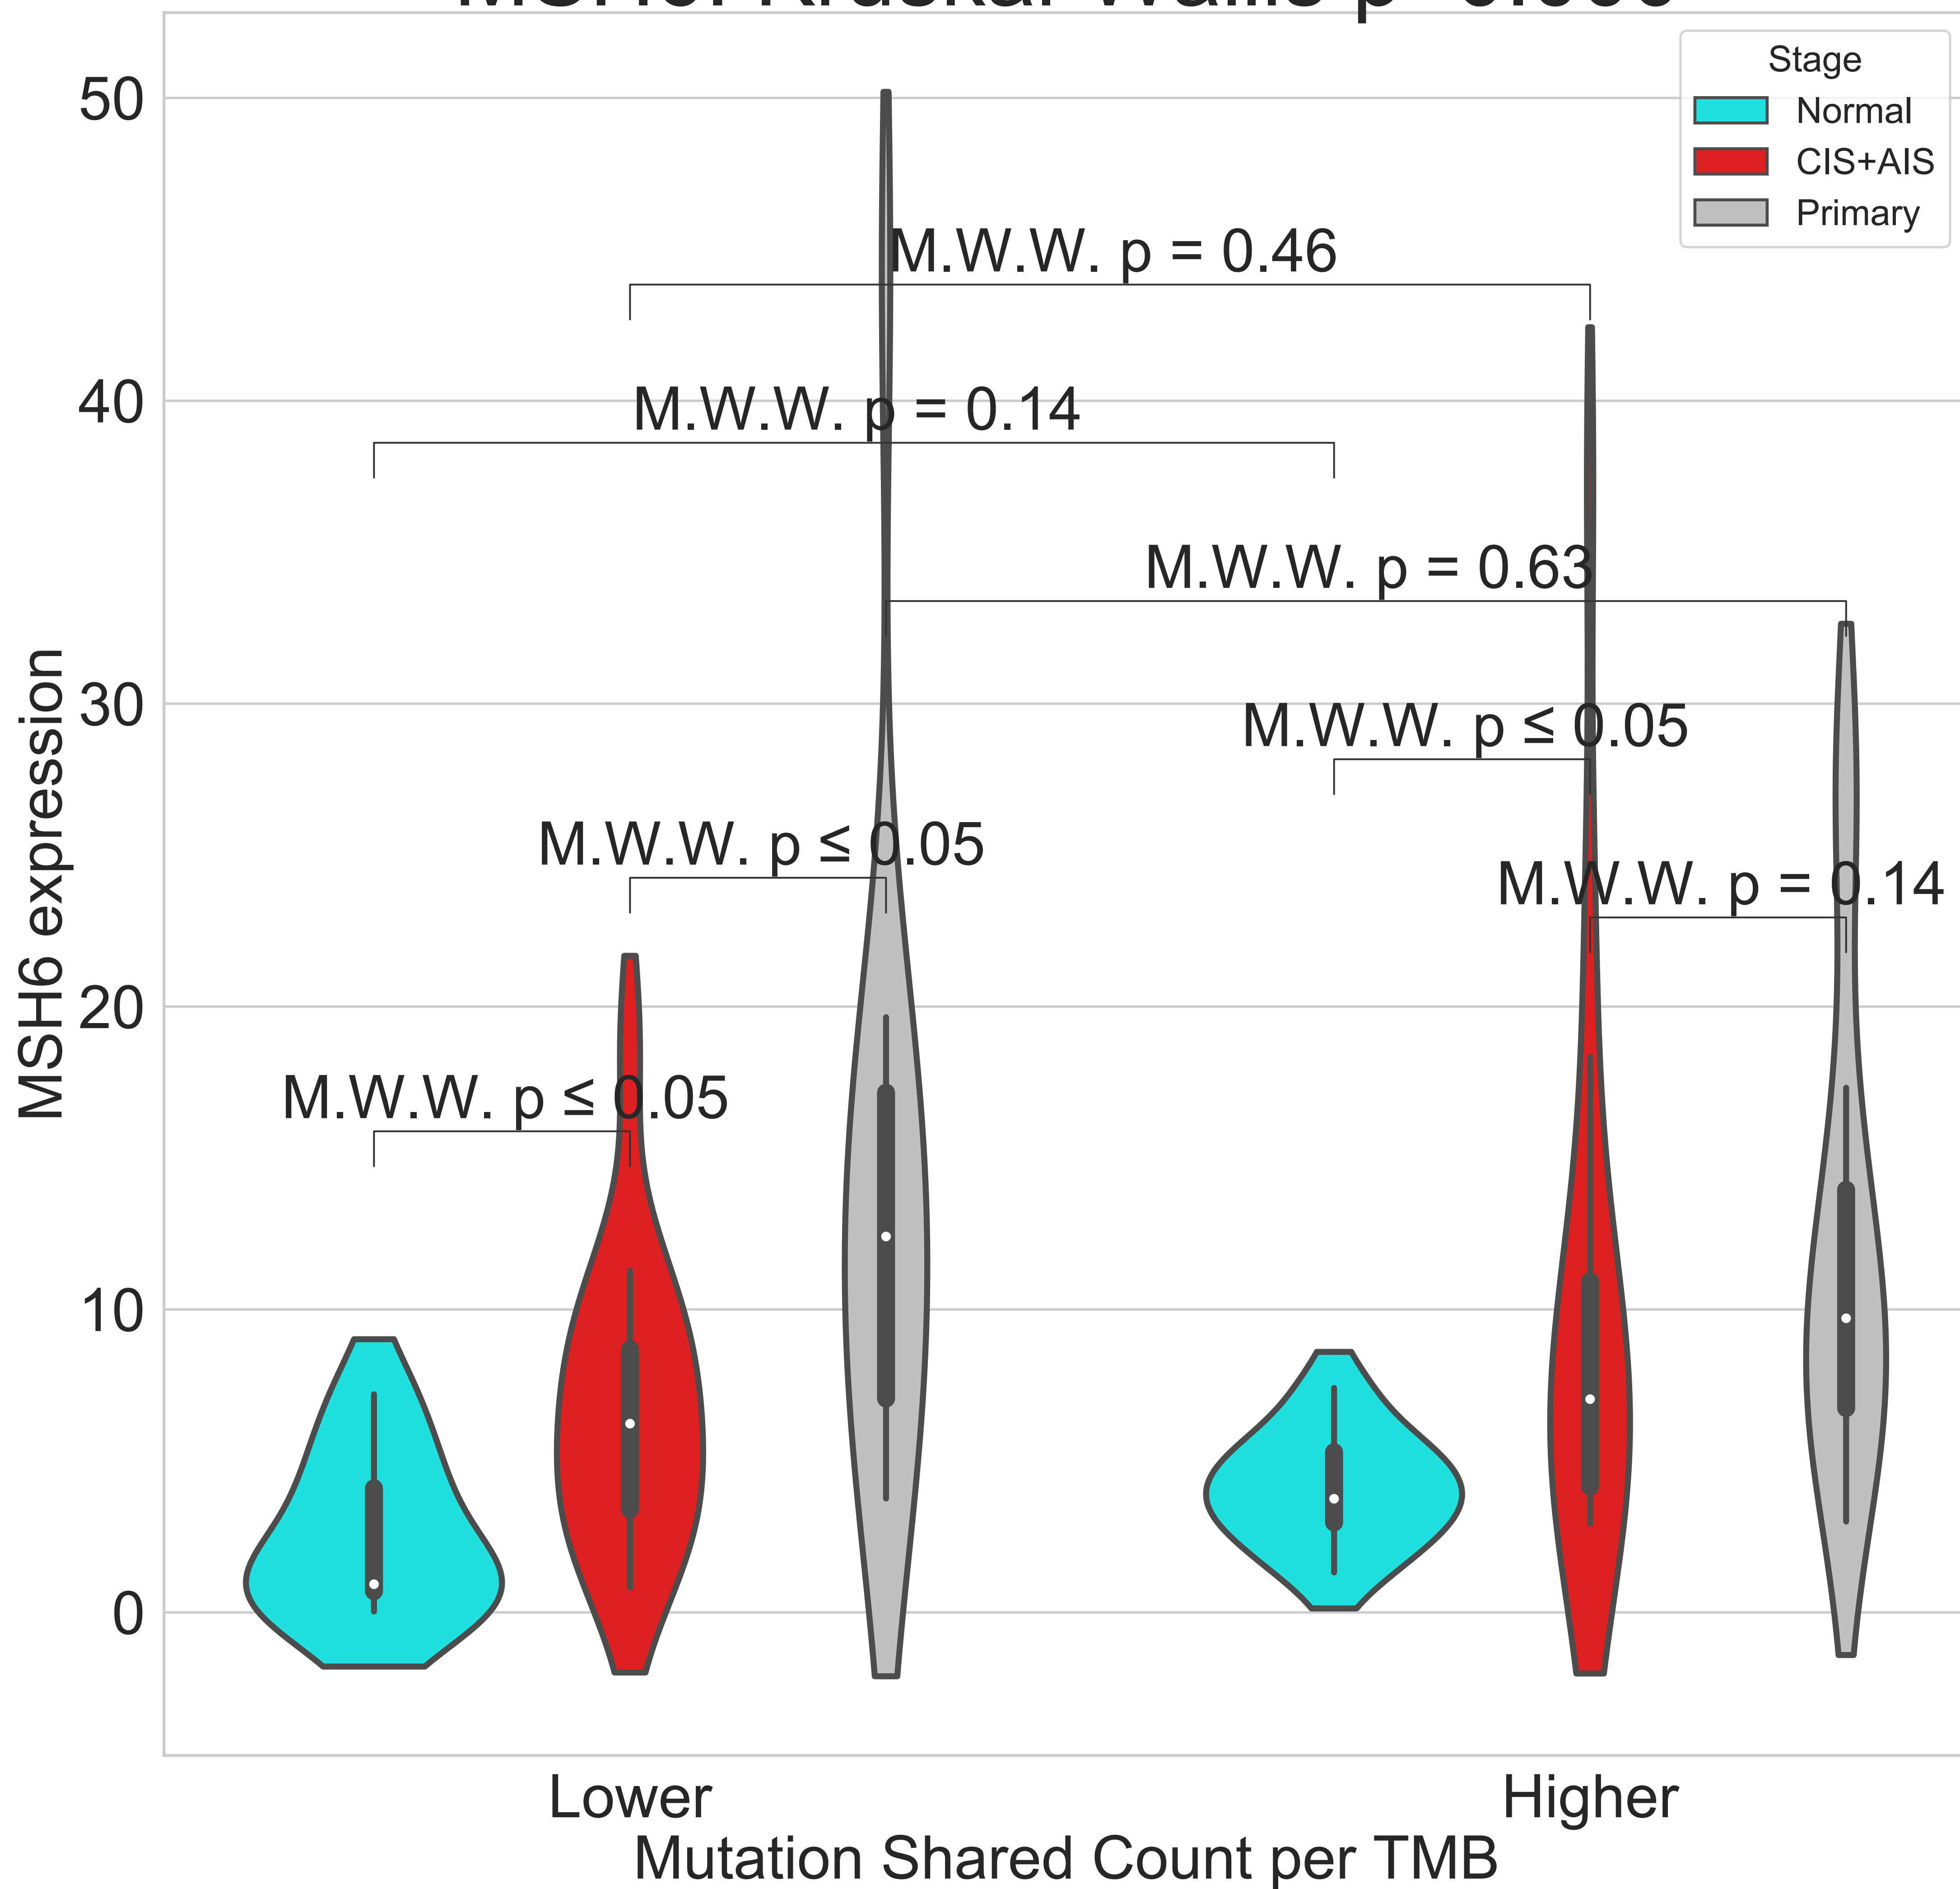 50
40
30
20
10
0
MSH6 expression
Stage
Normal
CIS+AIS
Primary
M.W.W. p = 0.46
M.W.W. p = 0.14
M.W.W. p = 0.63
M.W.W. p ≤ 0.05
M.W.W. p ≤ 0.05
M.W.W. p = 0.14
M.W.W. p ≤ 0.05
Lower
Higher
Mutation Shared Count per TMB